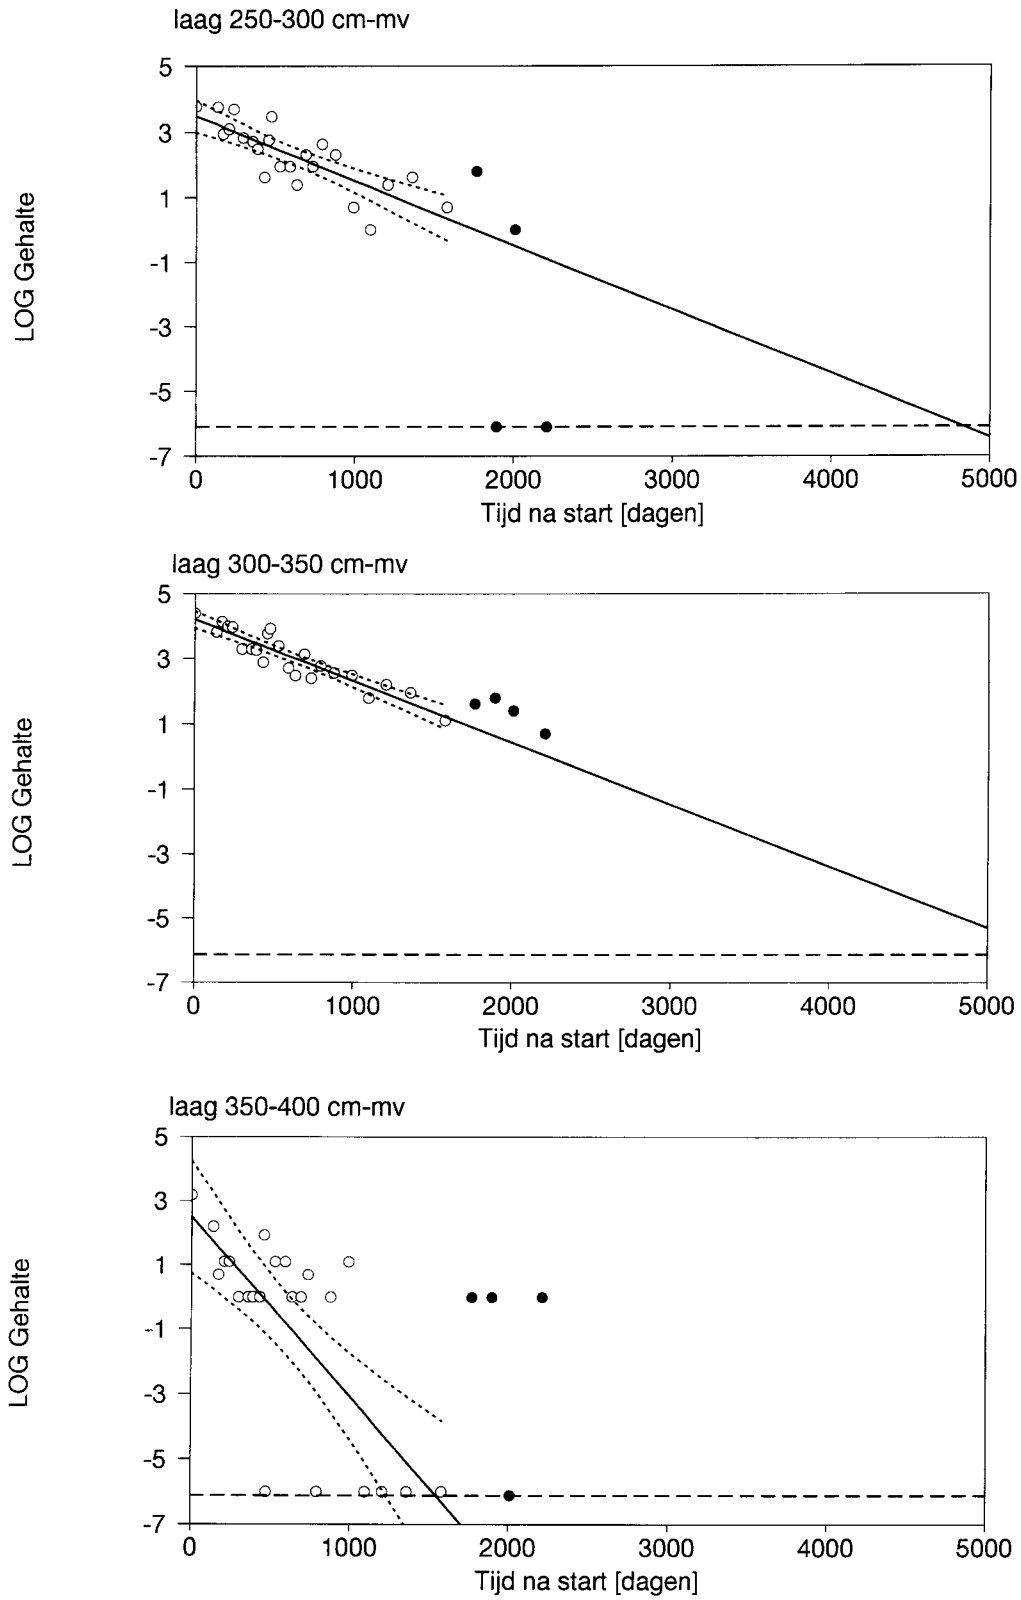 laag 250-300 cm-mv
5
3
1
-1
-3
-5
-7
LOG Gehalte
0 1000 2000 3000 4000 5000
Tijd na start [dagen]
laag 300-350 cm-mv
5
3
1
-1
-3
-5
-7
LOG Gehalte
0 1000 2000 3000 4000 5000
Tijd na start [dagen]
laag 350-400 cm-mv
5
3
1
-1
-3
-5
-7
LOG Gehalte
0 1000 2000 3000 4000 5000
Tijd na start [dagen]